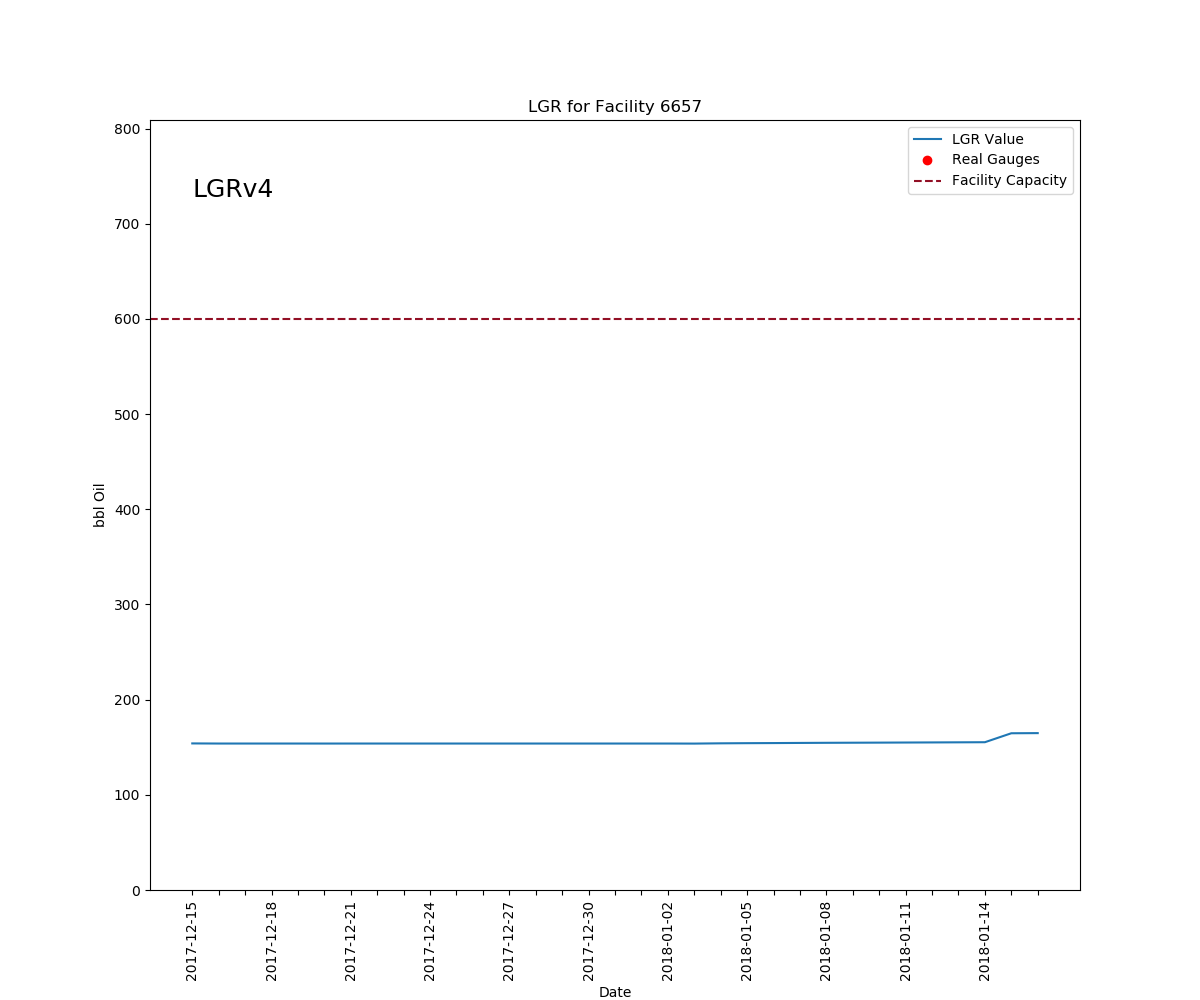 LGR for Facility 6657
LGRv4
LGR Value
Real Gauges
Facility Capacity
bbl Oil
800
700
600
500
400
300
200
100
0
2017-12-15
2017-12-18
2017-12-21
2017-12-24
2017-12-27
2017-12-30
2018-01-02
2018-01-05
2018-01-08
2018-01-11
2018-01-14
Date